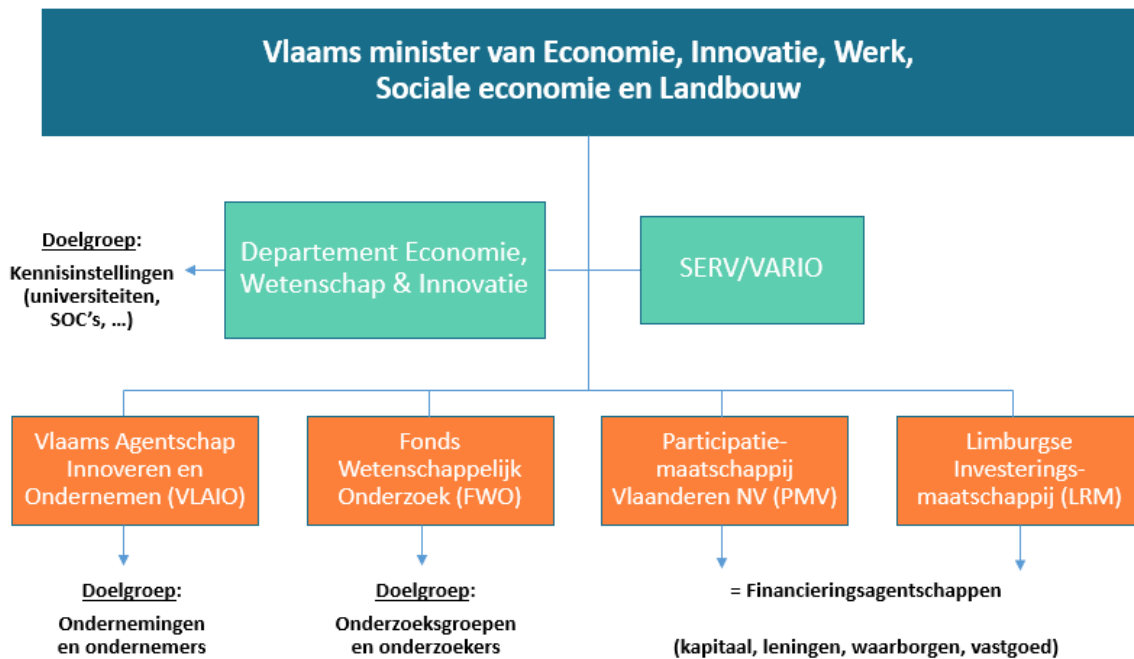 Vlaams minister van Economie, Innovatie, Werk,
Sociale economie en Landbouw
Doelgroep:
Kennisinstellingen
(universiteiten,
SOC's, ...)
Departement Economie,
Wetenschap & Innovatie
SERV/VARIO
Vlaams Agentschap
Innoveren en
Ondernemen (VLAIO)
Fonds
Wetenschappelijk
Onderzoek (FWO)
Participatie-
maatschappij
Vlaanderen NV (PMV)
Limburgse
Investerings-
maatschappij (LRM)
Doelgroep:
Ondernemingen
en ondernemers
Doelgroep:
Onderzoeksgroepen
en onderzoekers
= Financieringsagentschappen
(kapitaal, leningen, waarborgen, vastgoed)